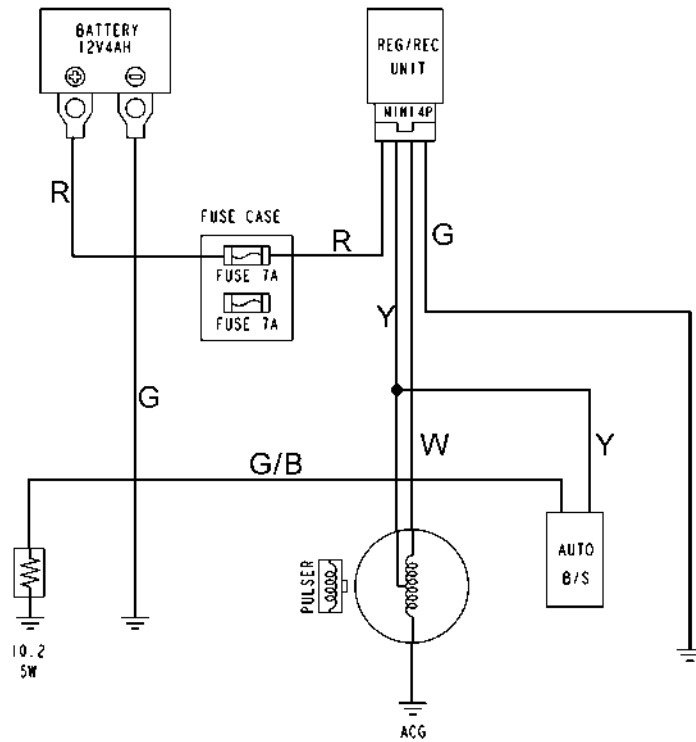 BATTERY
12V4AH
REG/REC
UNIT
MINI 4P
R
FUSE CASE
R
G
FUSE 7A
FUSE 7A
Y
G
G/B
W
Y
AUTO
B/S
PULSER
10.2
5W
ACG